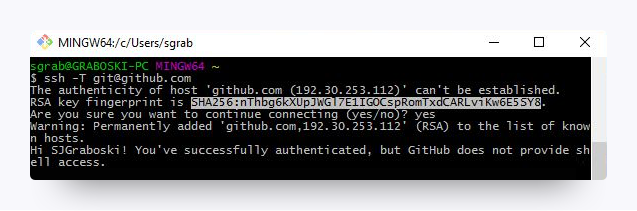 MINGW64:/c/Users/sgrab
sgrab@GRABOSKI-PC MINGW64 ~
$ ssh -T git@github.com
The authenticity of host 'github.com (192.30.253.112)' can't be established.
RSA key fingerprint is SHA256:nThbg6kXUpJWGl7E1IGOCspRomTxdCARLviKw6E5SY8.
Are you sure you want to continue connecting (yes/no)? yes
Warning: Permanently added 'github.com,192.30.253.112' (RSA) to the list of know
n hosts.
Hi SJGraboski! You've successfully authenticated, but GitHub does not provide sh
ell access.